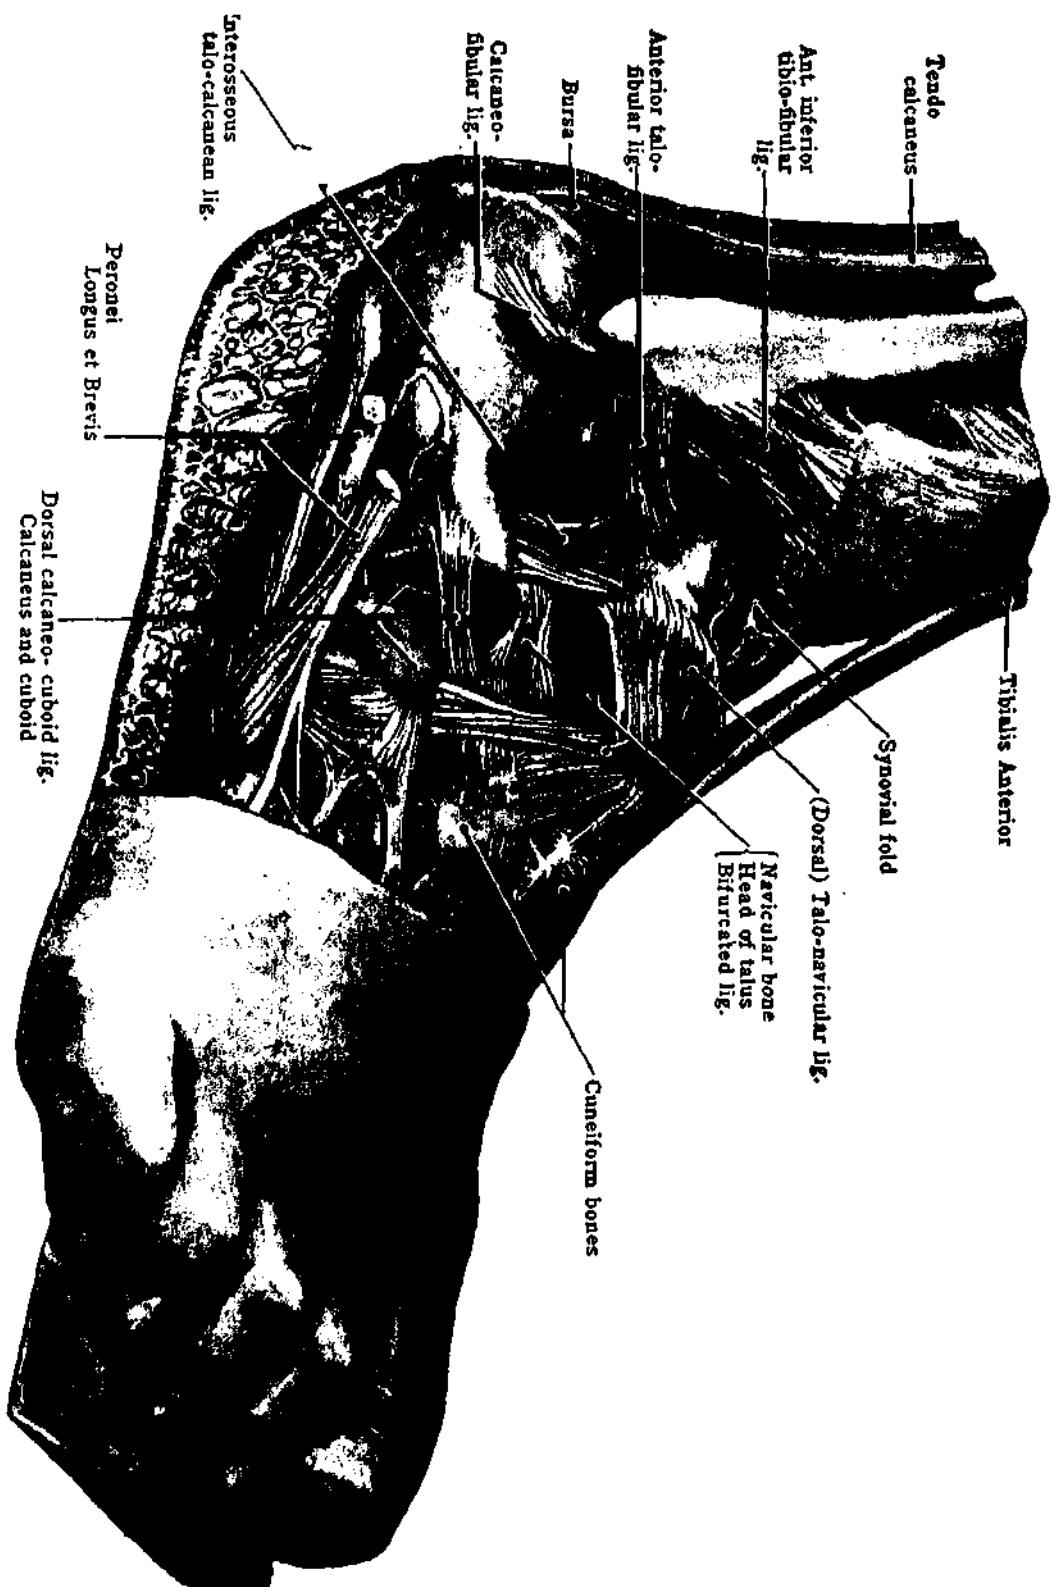 Tendo
calcaneus
Ant. inferior
tibio-fibular
lig.
Anterior talo-
fibular lig.
Bursa
Calcaneo-
fibular lig.
Interosseous
talo-calcanean lig.
Peronei
Longus et Brevis
Dorsal calcaneo- cuboid lig.
Calcaneus and cuboid
Tibialis Anterior
Synovial fold
(Dorsal) Talo-navicular lig.
Navicular bone
Head of talus
Bifurcated lig.
Cuneiform bones